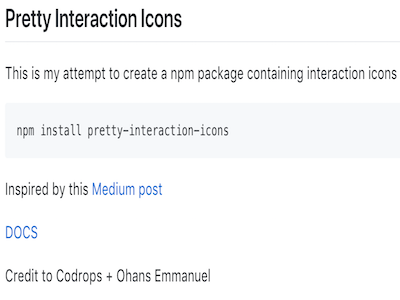 Pretty Interaction Icons
This is my attempt to create a npm package containing interaction icons
npm install pretty-interaction-icons
Inspired by this Medium post
DOCS
Credit to Codrops + Ohans Emmanuel